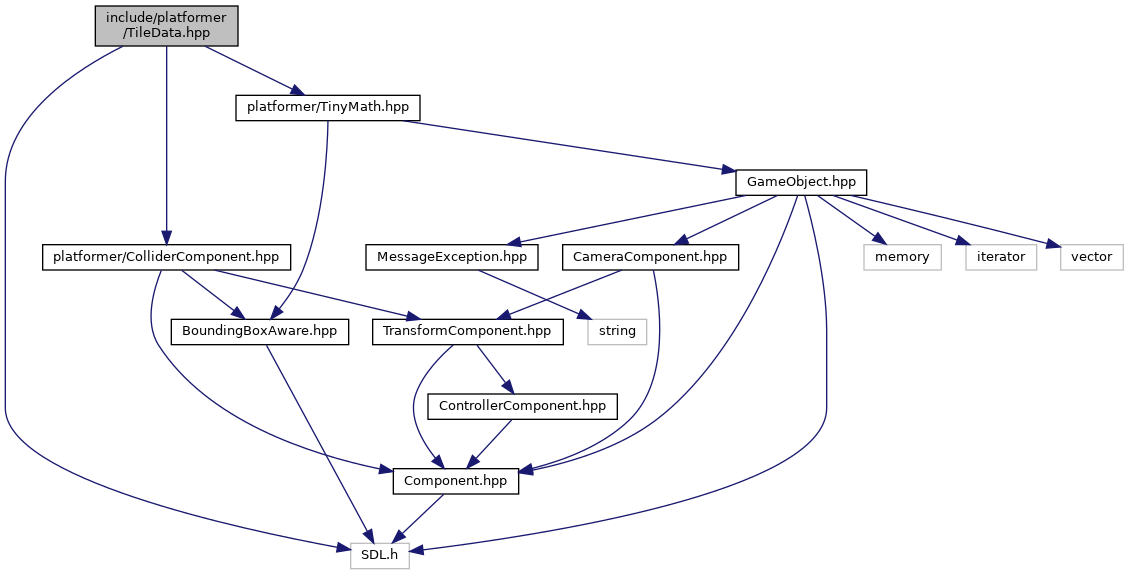 include/platformer
/TileData.hpp
platformer/TinyMath.hpp
GameObject.hpp
platformer/ColliderComponent.hpp
MessageException.hpp
CameraComponent.hpp
memory
iterator
vector
BoundingBoxAware.hpp
TransformComponent.hpp
string
ControllerComponent.hpp
Component.hpp
SDL.h